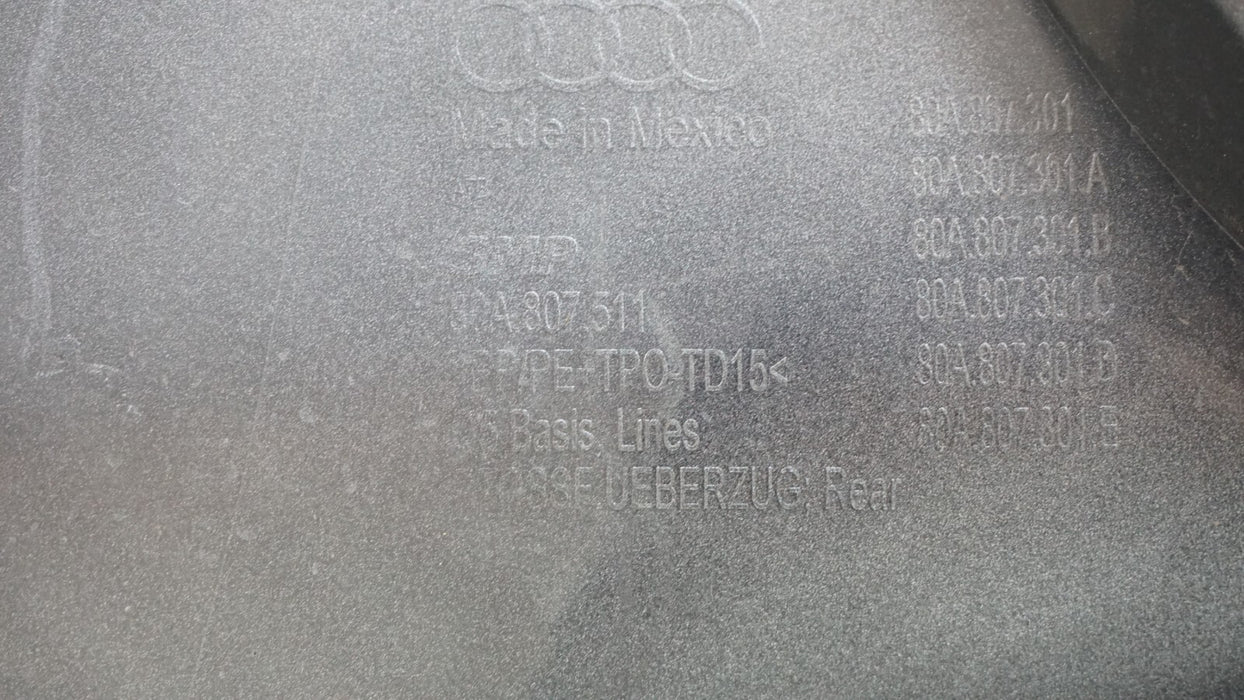 Made in Mexico
80A.807.511
PE+TPO-TD15<
Basis, Lines
UEBERZUG; Rear
80A.807.301
80A.807.301.A
80A.807.301.B
80A.807.301.C
80A.807.301.D
80A.807.301.E